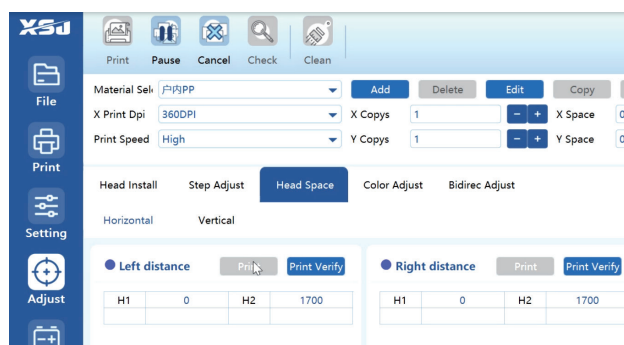 XSJ
Print Pause Cancel Check Clean
File
Material Sel 户内PP Add Delete Edit Copy
X Print Dpi 360DPI X Copys 1 - + X Space 0
Print Speed High Y Copys 1 - + Y Space 0
Print
Head Install Step Adjust Head Space Color Adjust Bidirec Adjust
Horizontal Vertical
Setting
Left distance Print Print Verify Right distance Print Print Verify
Adjust H1 0 H2 1700 H1 0 H2 1700